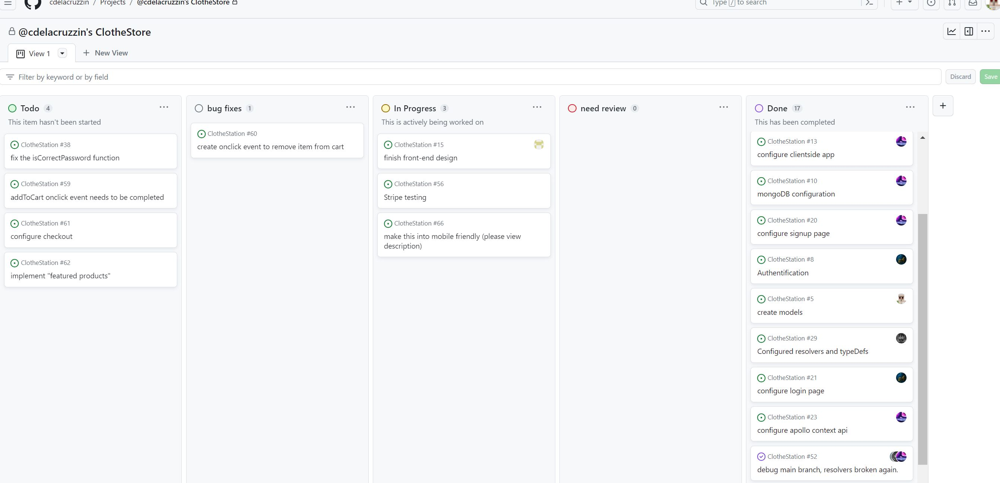 cdelacruzzin / Projects / @cdelacruzzin's ClotheStore
Type / to search
@cdelacruzzin's ClotheStore
View 1
New View
Filter by keyword or by field
Discard
Save
Todo 4
This item hasn't been started
ClotheStation #38
fix the isCorrectPassword function
ClotheStation #59
addToCart onclick event needs to be completed
ClotheStation #61
configure checkout
ClotheStation #62
implement "featured products"
bug fixes 1
ClotheStation #60
create onclick event to remove item from cart
In Progress 3
This is actively being worked on
ClotheStation #15
finish front-end design
ClotheStation #56
Stripe testing
ClotheStation #66
make this into mobile friendly (please view
description)
need review 0
Done 17
This has been completed
ClotheStation #13
configure clientside app
ClotheStation #10
mongoDB configuration
ClotheStation #20
configure signup page
ClotheStation #8
Authentification
ClotheStation #5
create models
ClotheStation #29
Configured resolvers and typeDefs
ClotheStation #21
configure login page
ClotheStation #23
configure apollo context api
ClotheStation #52
debug main branch, resolvers broken again.